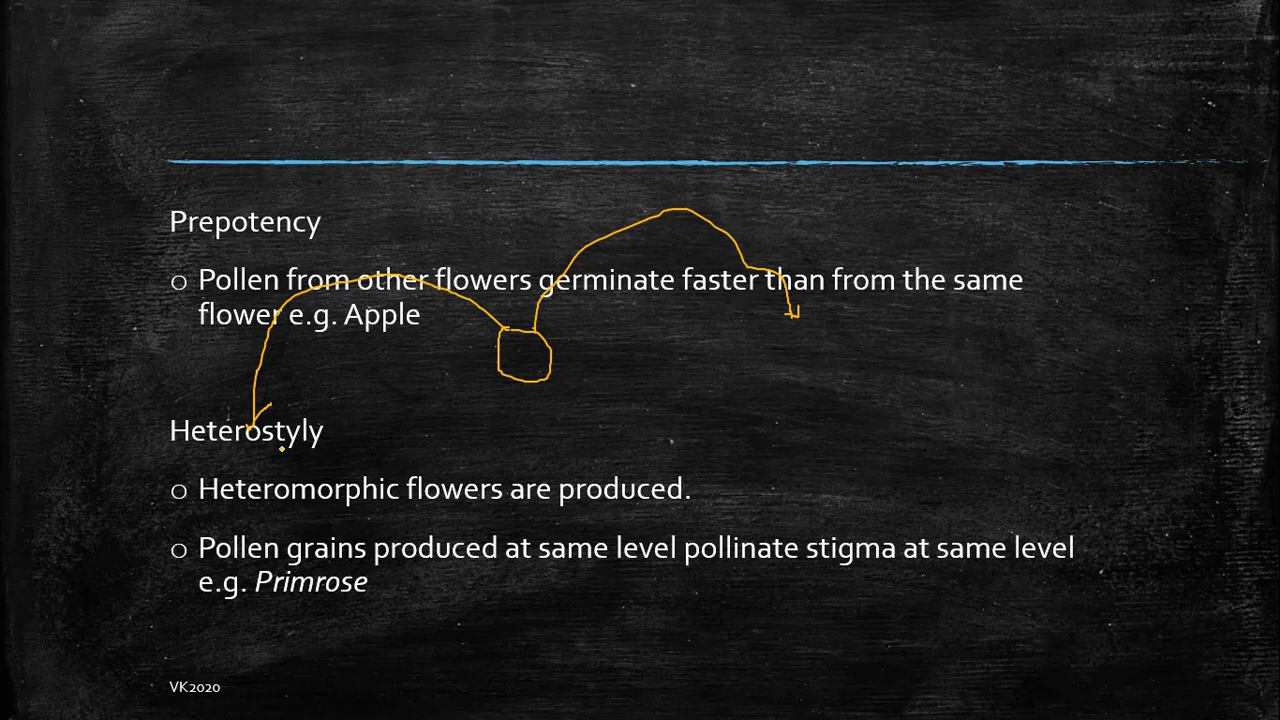 Prepotency
o Pollen from other flowers germinate faster than from the same
flower e.g. Apple
Heterostyly
o Heteromorphic flowers are produced.
o Pollen grains produced at same level pollinate stigma at same level
e.g. Primrose
VK2020